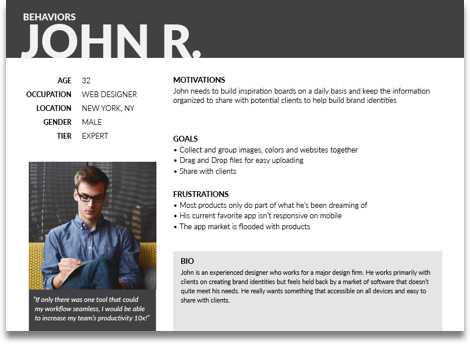 BEHAVIORS
JOHN R.
AGE 32
OCCUPATION WEB DESIGNER
LOCATION NEW YORK, NY
GENDER MALE
TIER EXPERT
"If only there was one tool that could
my workflow seamless, I would be able
to increase my team's productivity 10x!"
MOTIVATIONS
John needs to build inspiration boards on a daily basis and keep the information
organized to share with potential clients to help build brand identities
GOALS
• Collect and group images, colors and websites together
• Drag and Drop files for easy uploading
• Share with clients
FRUSTRATIONS
• Most products only do part of what he's been dreaming of
• His current favorite app isn't responsive on mobile
• The app market is flooded with products
BIO
John is an experienced designer who works for a major design firm. He works primarily with
clients on creating brand identities but feels held back by a market of software that doesn't
quite meet his needs. He really wants something that accessible on all devices and easy to
share with clients.